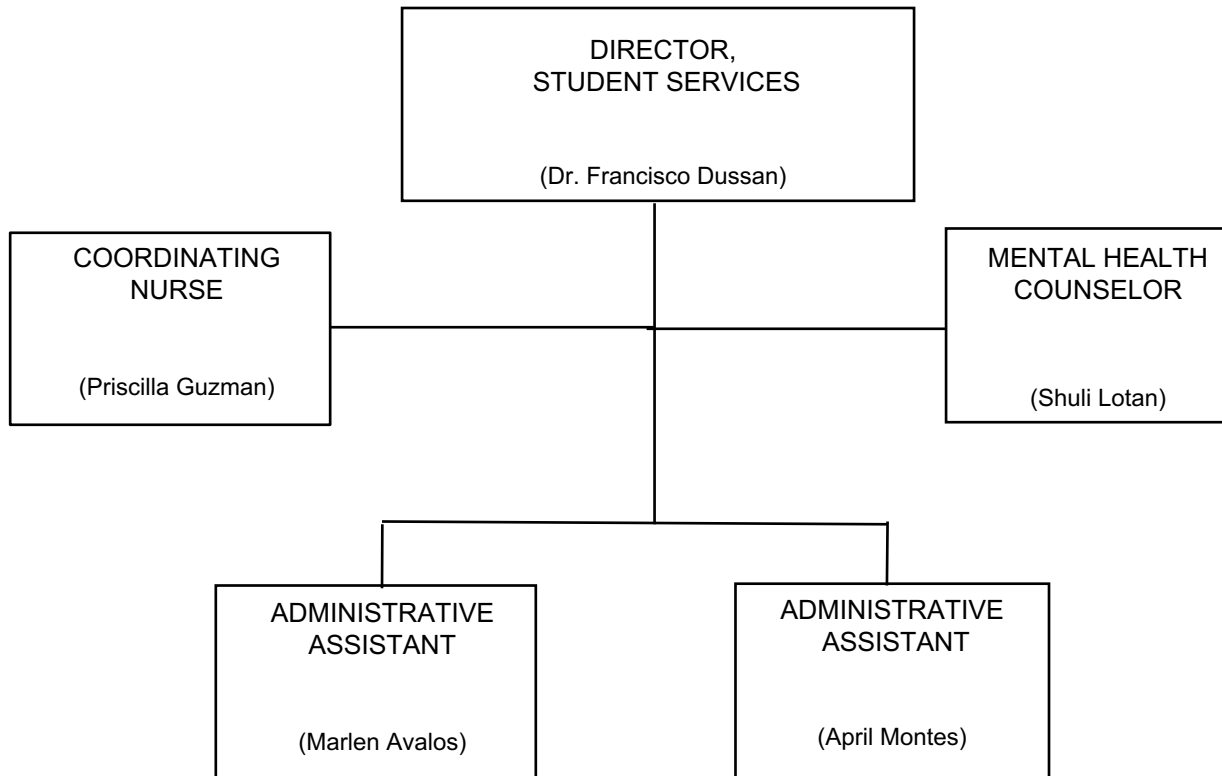 DIRECTOR,
STUDENT SERVICES
(Dr. Francisco Dussan)
COORDINATING
NURSE
(Priscilla Guzman)
MENTAL HEALTH
COUNSELOR
(Shuli Lotan)
ADMINISTRATIVE
ASSISTANT
(Marlen Avalos)
ADMINISTRATIVE
ASSISTANT
(April Montes)